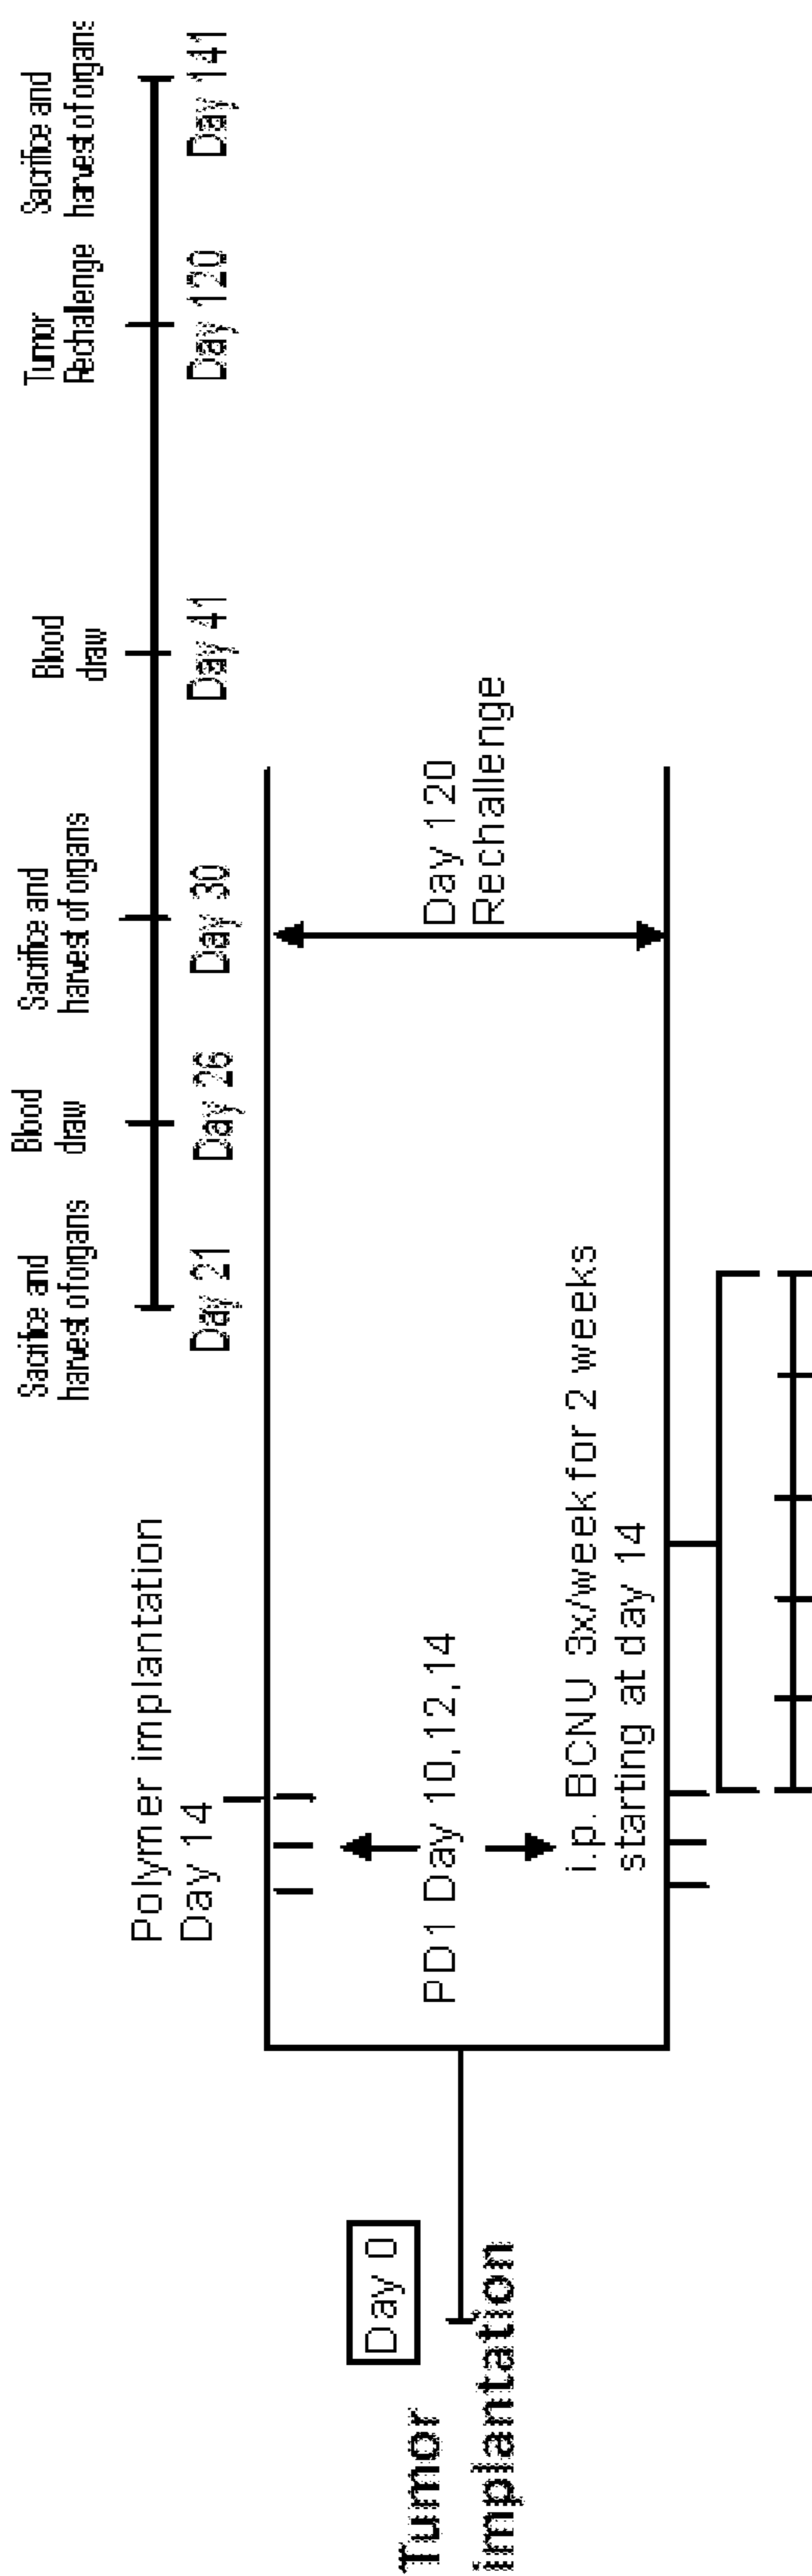 Sacrifice and
harvest of organs
Blood
draw
Sacrifice and
harvest of organs
Blood
draw
Tumor
Rechallenge
Sacrifice and
harvest of organs
Day 21
Day 26
Day 30
Day 41
Day 120
Day 141
Polymer implantation
Day 14
Day 0
Tumor
implantation
PD1 Day 10,12,14
Day 120
Rechallenge
i.p. BCNU 3x/week for 2 weeks
starting at day 14